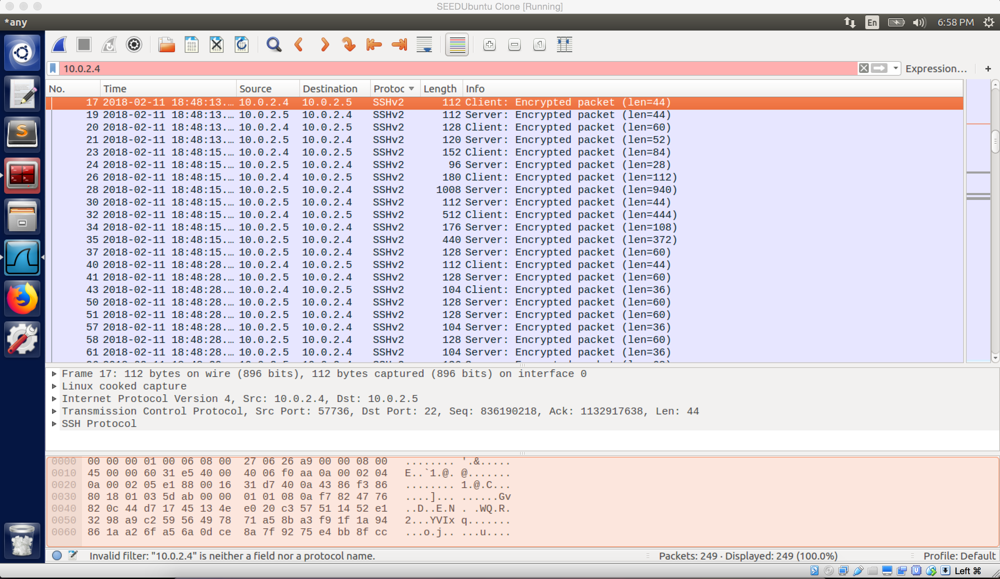 SEEDUbuntu Clone [Running]
*any En 6:58 PM
10.0.2.4 Expression… +
No. Time Source Destination Protoc Length Info
17 2018-02-11 18:48:13.… 10.0.2.4 10.0.2.5 SSHv2 112 Client: Encrypted packet (len=44)
19 2018-02-11 18:48:13.… 10.0.2.5 10.0.2.4 SSHv2 112 Server: Encrypted packet (len=44)
20 2018-02-11 18:48:13.… 10.0.2.4 10.0.2.5 SSHv2 128 Client: Encrypted packet (len=60)
21 2018-02-11 18:48:13.… 10.0.2.5 10.0.2.4 SSHv2 120 Server: Encrypted packet (len=52)
23 2018-02-11 18:48:15.… 10.0.2.4 10.0.2.5 SSHv2 152 Client: Encrypted packet (len=84)
24 2018-02-11 18:48:15.… 10.0.2.5 10.0.2.4 SSHv2 96 Server: Encrypted packet (len=28)
26 2018-02-11 18:48:15.… 10.0.2.4 10.0.2.5 SSHv2 180 Client: Encrypted packet (len=112)
28 2018-02-11 18:48:15.… 10.0.2.5 10.0.2.4 SSHv2 1008 Server: Encrypted packet (len=940)
30 2018-02-11 18:48:15.… 10.0.2.5 10.0.2.4 SSHv2 112 Server: Encrypted packet (len=44)
32 2018-02-11 18:48:15.… 10.0.2.4 10.0.2.5 SSHv2 512 Client: Encrypted packet (len=444)
34 2018-02-11 18:48:15.… 10.0.2.5 10.0.2.4 SSHv2 176 Server: Encrypted packet (len=108)
35 2018-02-11 18:48:15.… 10.0.2.5 10.0.2.4 SSHv2 440 Server: Encrypted packet (len=372)
37 2018-02-11 18:48:15.… 10.0.2.5 10.0.2.4 SSHv2 128 Server: Encrypted packet (len=60)
40 2018-02-11 18:48:28.… 10.0.2.4 10.0.2.5 SSHv2 112 Client: Encrypted packet (len=44)
41 2018-02-11 18:48:28.… 10.0.2.5 10.0.2.4 SSHv2 128 Server: Encrypted packet (len=60)
43 2018-02-11 18:48:28.… 10.0.2.4 10.0.2.5 SSHv2 104 Client: Encrypted packet (len=36)
50 2018-02-11 18:48:28.… 10.0.2.5 10.0.2.4 SSHv2 128 Server: Encrypted packet (len=60)
51 2018-02-11 18:48:28.… 10.0.2.5 10.0.2.4 SSHv2 128 Server: Encrypted packet (len=60)
57 2018-02-11 18:48:28.… 10.0.2.5 10.0.2.4 SSHv2 104 Server: Encrypted packet (len=36)
58 2018-02-11 18:48:28.… 10.0.2.5 10.0.2.4 SSHv2 128 Server: Encrypted packet (len=60)
61 2018-02-11 18:48:28.… 10.0.2.5 10.0.2.4 SSHv2 104 Server: Encrypted packet (len=36)
Frame 17: 112 bytes on wire (896 bits), 112 bytes captured (896 bits) on interface 0
Linux cooked capture
Internet Protocol Version 4, Src: 10.0.2.4, Dst: 10.0.2.5
Transmission Control Protocol, Src Port: 57736, Dst Port: 22, Seq: 836190218, Ack: 1132917638, Len: 44
SSH Protocol
0000 00 00 00 01 00 06 08 00 27 06 26 a9 00 00 08 00 ........ '.&.....
0010 45 00 00 60 31 e5 40 00 40 06 f0 aa 0a 00 02 04 E..`1.@. @.......
0020 0a 00 02 05 e1 88 00 16 31 d7 40 0a 43 86 f3 86 ........ 1.@.C...
0030 80 18 01 03 5d ab 00 00 01 01 08 0a f7 82 47 76 ....]... ......Gv
0040 82 0c 44 d7 17 45 13 4e e0 20 c3 57 51 14 52 e1 ..D..E.N . .WQ.R.
0050 32 98 a9 c2 59 56 49 78 71 a5 8b a3 f9 1f 1a 94 2...YVIx q.......
0060 86 1a a2 6f a5 6a 0d ce 8a 7f 92 75 e4 bb 8f cc ...o.j.. ...u....
Invalid filter: "10.0.2.4" is neither a field nor a protocol name. Packets: 249 · Displayed: 249 (100.0%) Profile: Default
Left ⌘